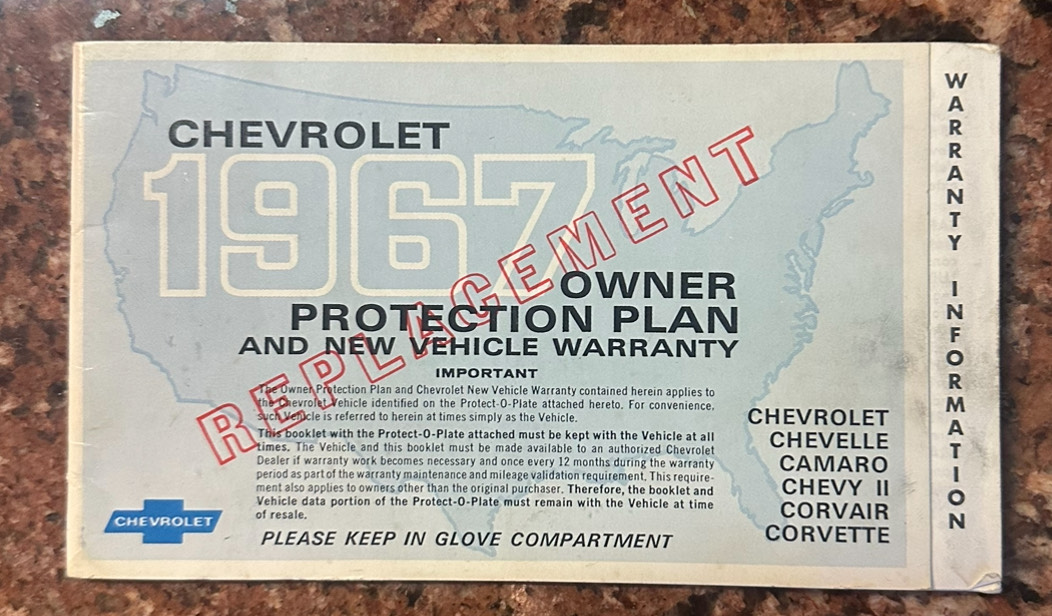 CHEVROLET
1967
REPLACEMENT
OWNER
PROTECTION PLAN
AND NEW VEHICLE WARRANTY
IMPORTANT
The Owner Protection Plan and Chevrolet New Vehicle Warranty contained herein applies to
the Chevrolet Vehicle identified on the Protect-O-Plate attached hereto. For convenience,
such Vehicle is referred to herein at times simply as the Vehicle.
This booklet with the Protect-O-Plate attached must be kept with the Vehicle at all
times. The Vehicle and this booklet must be made available to an authorized Chevrolet
Dealer if warranty work becomes necessary and once every 12 months during the warranty
period as part of the warranty maintenance and mileage validation requirement. This require-
ment also applies to owners other than the original purchaser. Therefore, the booklet and
Vehicle data portion of the Protect-O-Plate must remain with the Vehicle at time
of resale.
PLEASE KEEP IN GLOVE COMPARTMENT
CHEVROLET
CHEVROLET
CHEVELLE
CAMARO
CHEVY II
CORVAIR
CORVETTE
WARRANTY INFORMATION